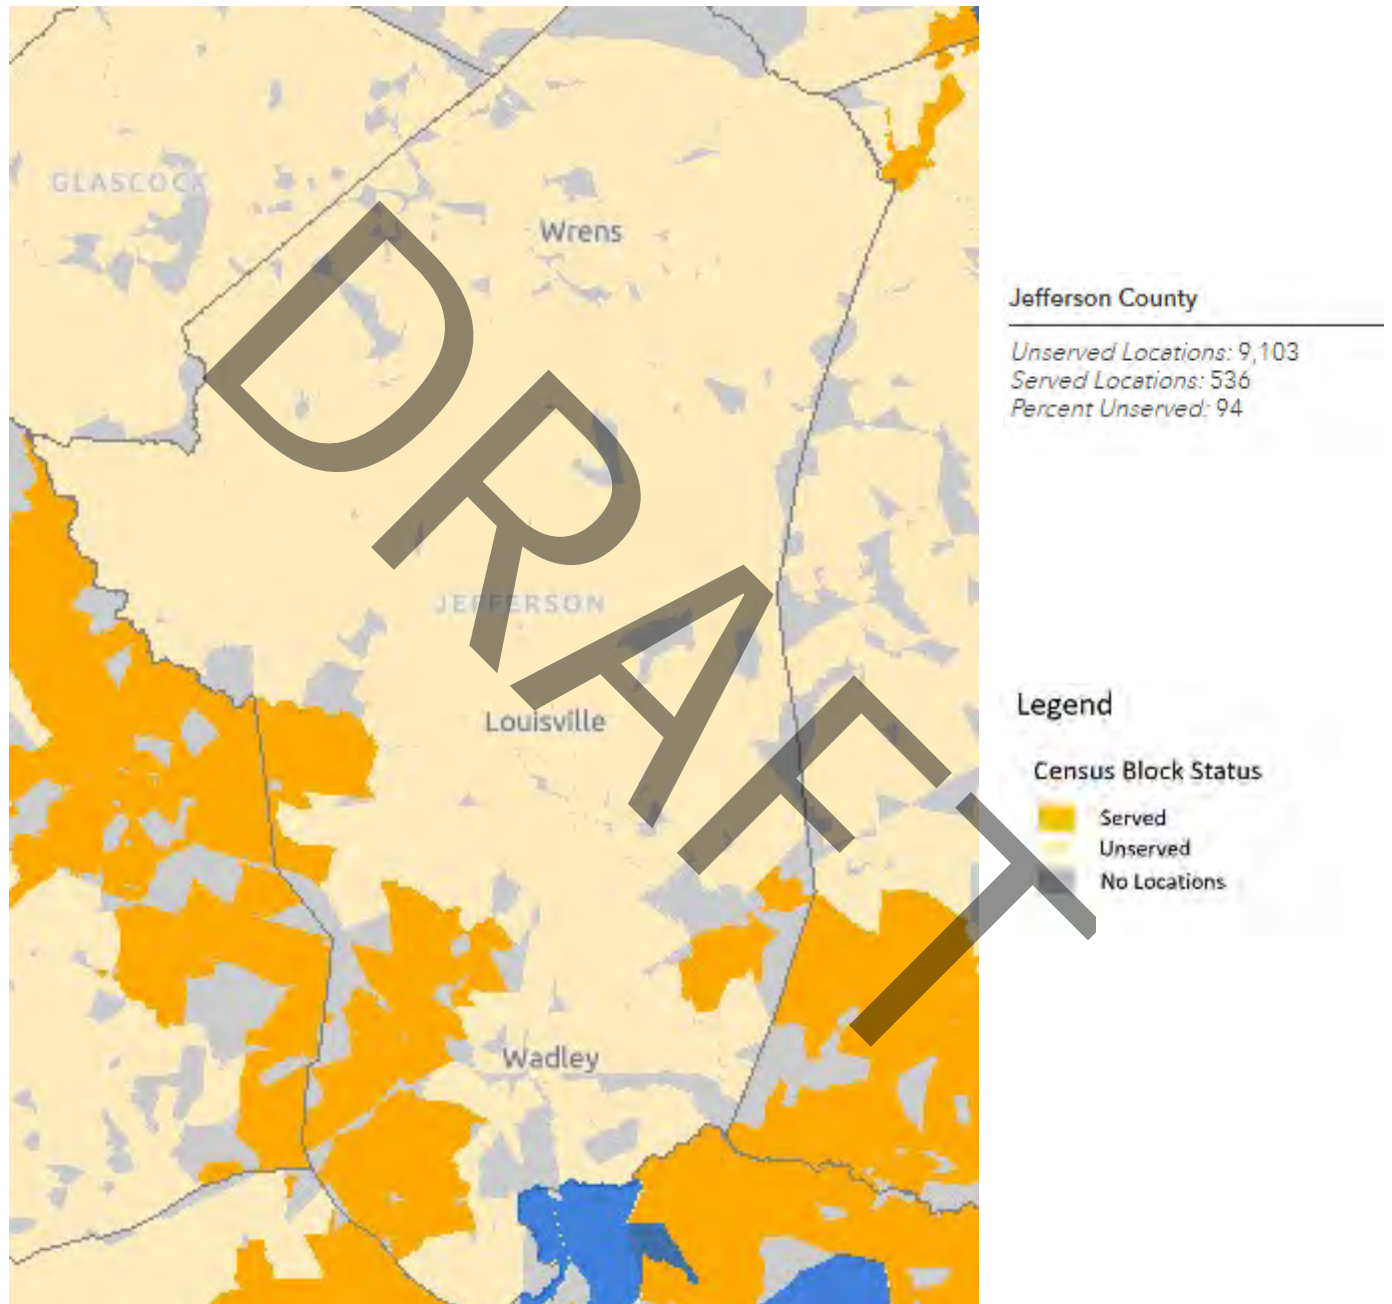 GLASCOCK
Wrens
JEFFERSON
Louisville
Wadley
DRAFT
Jefferson County
Unserved Locations: 9,103
Served Locations: 536
Percent Unserved: 94
Legend
Census Block Status
Served
Unserved
No Locations